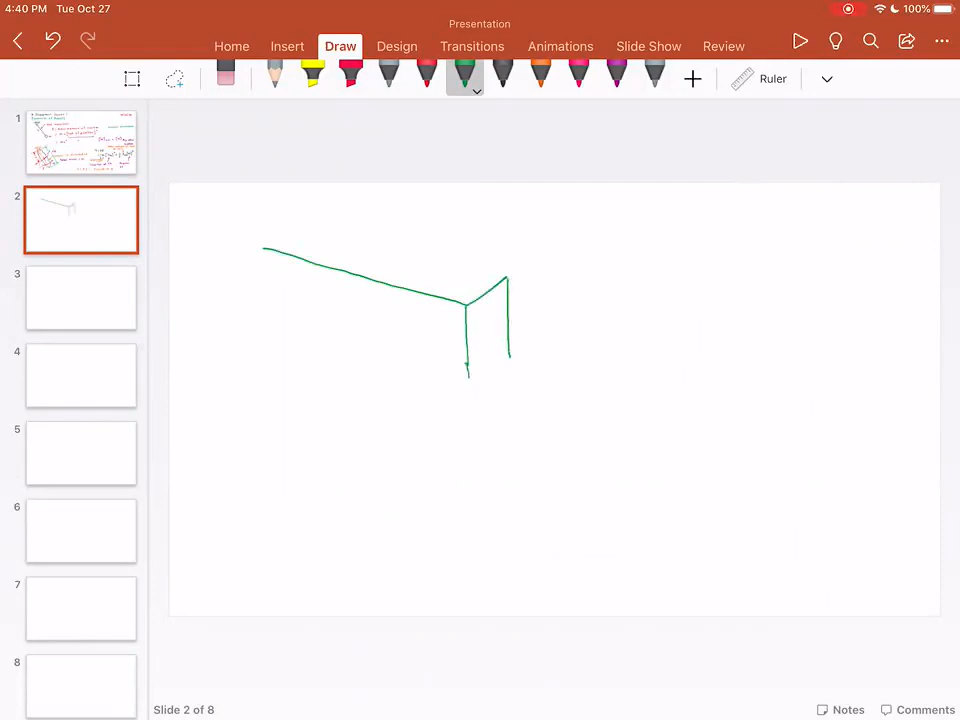 4:40 PM Tue Oct 27
100%
Presentation
Home Insert Draw Design Transitions Animations Slide Show Review
Ruler
1
2
3
4
5
6
7
8
Slide 2 of 8
Notes Comments